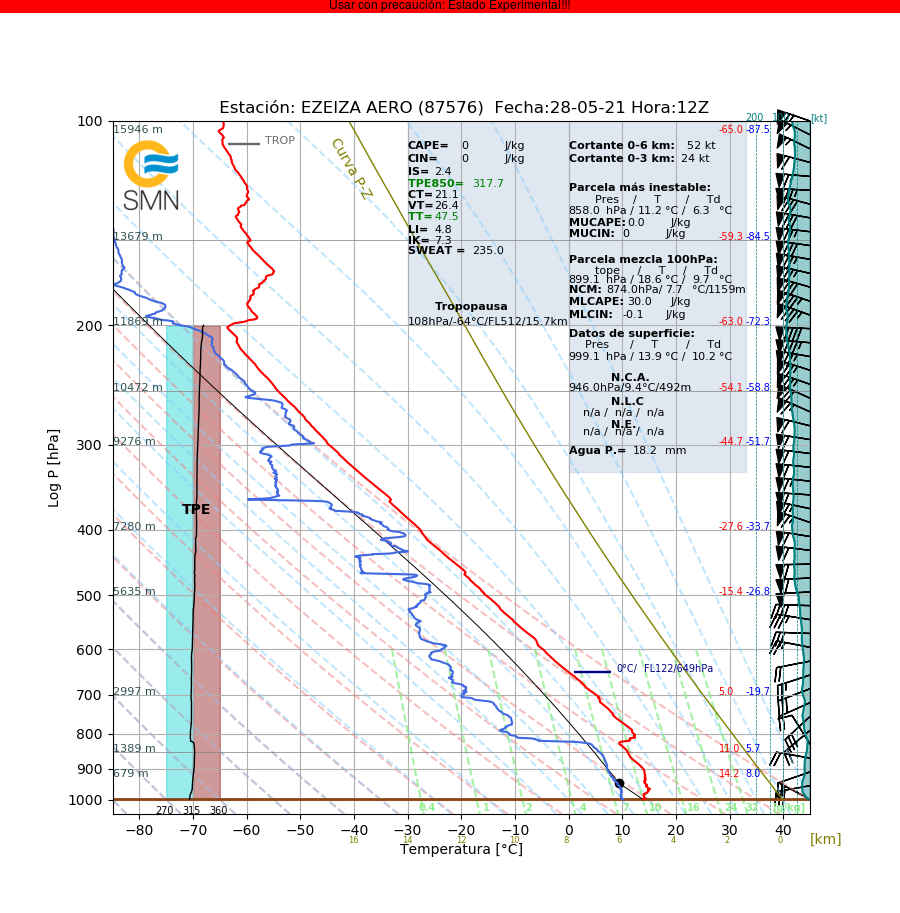 Usar con precaución: Estado Experimental!!!
Estación: EZEIZA AERO (87576) Fecha:28-05-21 Hora:12Z
200 [kt]
100
15946 m
TROP
-65.0 -87.5
Curva P-Z
SMN
CAPE= 0 J/kg
CIN= 0 J/kg
IS= 2.4
TPE850= 317.7
CT=21.1
VT=26.4
TT=47.5
LI= 4.8
IK= 7.3
SWEAT = 235.0
Tropopausa
108hPa/-64°C/FL512/15.7km
Cortante 0-6 km: 52 kt
Cortante 0-3 km: 24 kt
Parcela más inestable:
Pres / T / Td
858.0 hPa / 11.2 °C / 6.3 °C
MUCAPE: 0.0 J/kg
MUCIN: 0 J/kg
Parcela mezcla 100hPa:
tope / T / Td
899.1 hPa / 18.6 °C / 9.7 °C
NCM: 874.0hPa/ 7.7 °C/1159m
MLCAPE: 30.0 J/kg
MLCIN: -0.1 J/kg
Datos de superficie:
Pres / T / Td
999.1 hPa / 13.9 °C / 10.2 °C
N.C.A.
946.0hPa/9.4°C/492m
N.L.C
n/a / n/a / n/a
N.E.
n/a / n/a / n/a
Agua P.= 18.2 mm
13679 m
-59.3 -84.5
200
11869 m
-63.0 -72.3
10472 m
-54.1 -58.8
300
9276 m
-44.7 -51.7
TPE
400
7280 m
-27.6 -33.7
500
5635 m
-15.4 -26.8
600
0°C/ FL122/649hPa
700
2997 m
5.0 -19.7
800
1389 m
11.0 5.7
900
679 m
14.2 8.0
1000
0.4 1 2 4 7 10 16 24 32 [g/kg]
270 315 360
−80 −70 −60 −50 −40 −30 −20 −10 0 10 20 30 40
16 14 12 10 8 6 4 2 0 [km]
Temperatura [°C]
Log P [hPa]